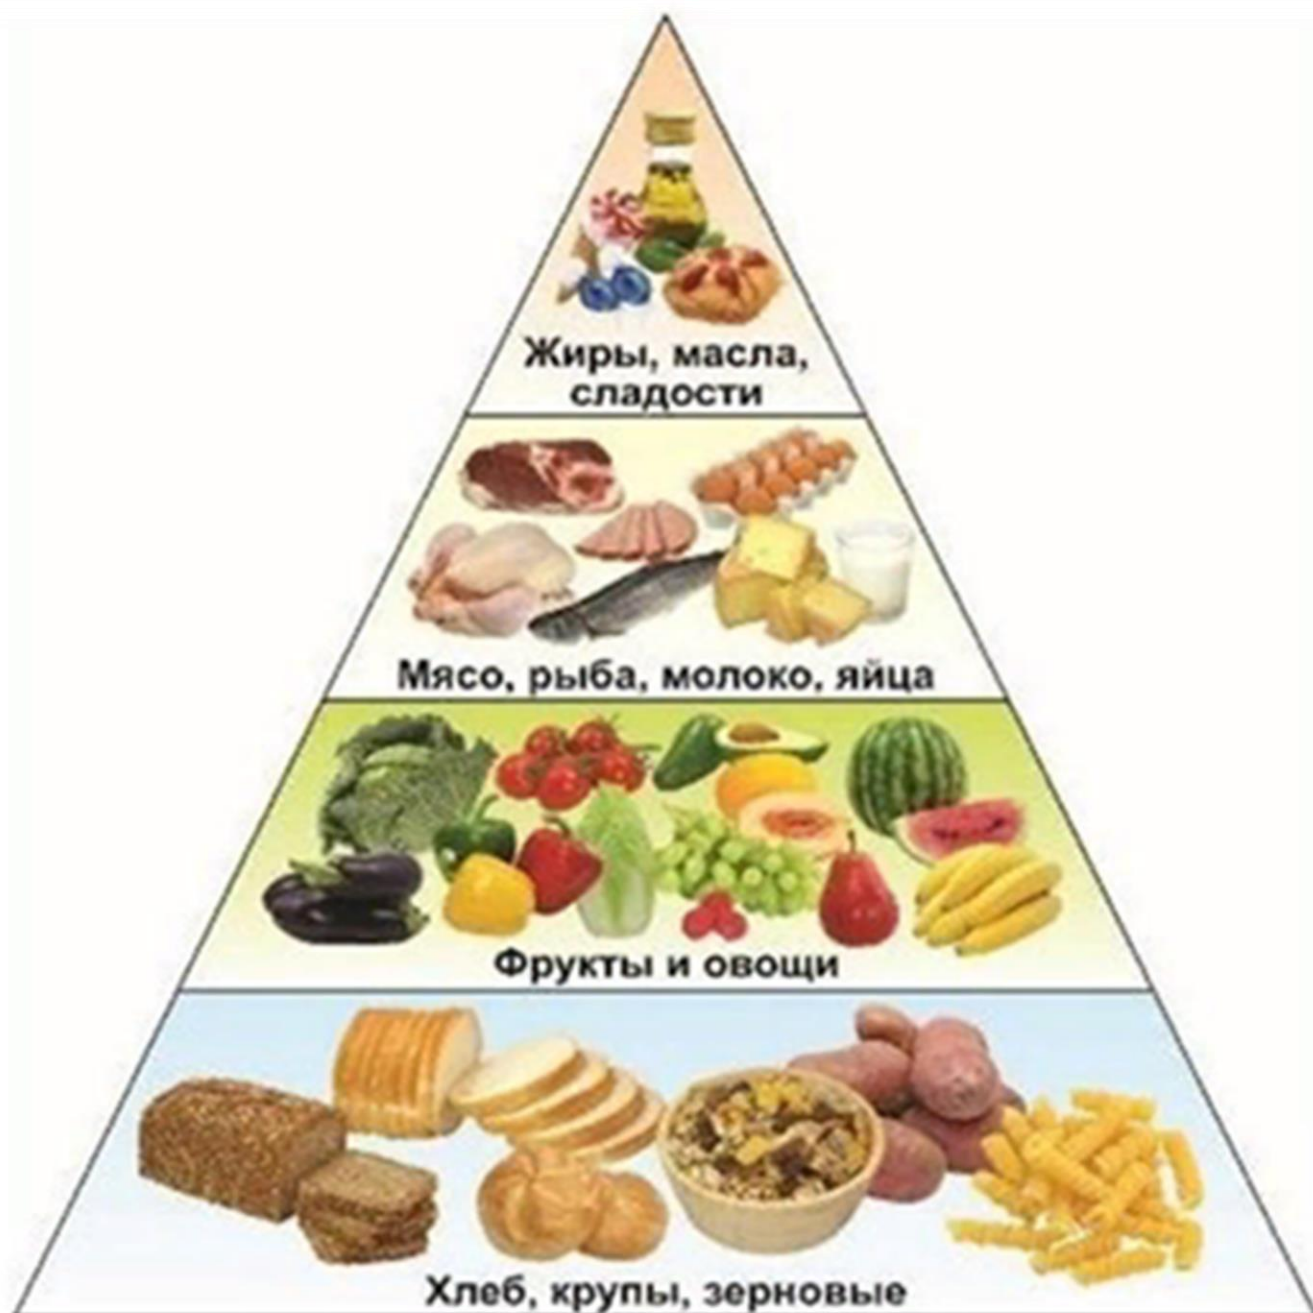 Жиры, масла,
сладости
Мясо, рыба, молоко, яйца
Фрукты и овощи
Хлеб, крупы, зерновые